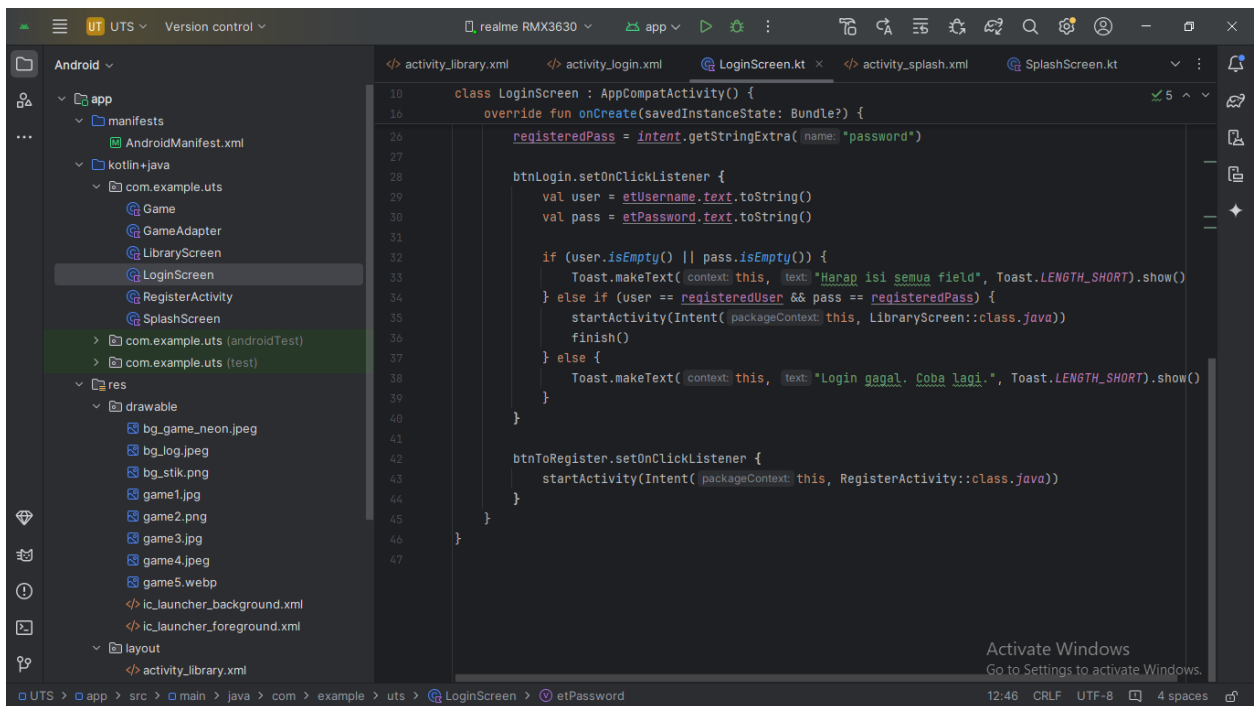 UT UTS Version control realme RMX3630 app
Android
app
manifests
AndroidManifest.xml
kotlin+java
com.example.uts
Game
GameAdapter
LibraryScreen
LoginScreen
RegisterActivity
SplashScreen
com.example.uts (androidTest)
com.example.uts (test)
res
drawable
bg_game_neon.jpeg
bg_log.jpeg
bg_stik.png
game1.jpg
game2.png
game3.jpg
game4.jpeg
game5.webp
ic_launcher_background.xml
ic_launcher_foreground.xml
layout
activity_library.xml
activity_library.xml activity_login.xml LoginScreen.kt activity_splash.xml SplashScreen.kt
10 class LoginScreen : AppCompatActivity() { 5
16 override fun onCreate(savedInstanceState: Bundle?) {
26 registeredPass = intent.getStringExtra( name: "password")
27
28 btnLogin.setOnClickListener {
29 val user = etUsername.text.toString()
30 val pass = etPassword.text.toString()
31
32 if (user.isEmpty() || pass.isEmpty()) {
33 Toast.makeText( context: this, text: "Harap isi semua field", Toast.LENGTH_SHORT).show()
34 } else if (user == registeredUser && pass == registeredPass) {
35 startActivity(Intent( packageContext: this, LibraryScreen::class.java))
36 finish()
37 } else {
38 Toast.makeText( context: this, text: "Login gagal. Coba lagi.", Toast.LENGTH_SHORT).show()
39 }
40 }
41
42 btnToRegister.setOnClickListener {
43 startActivity(Intent( packageContext: this, RegisterActivity::class.java))
44 }
45 }
46 }
47
Activate Windows
Go to Settings to activate Windows.
UTS > app > src > main > java > com > example > uts > LoginScreen > etPassword 12:46 CRLF UTF-8 4 spaces